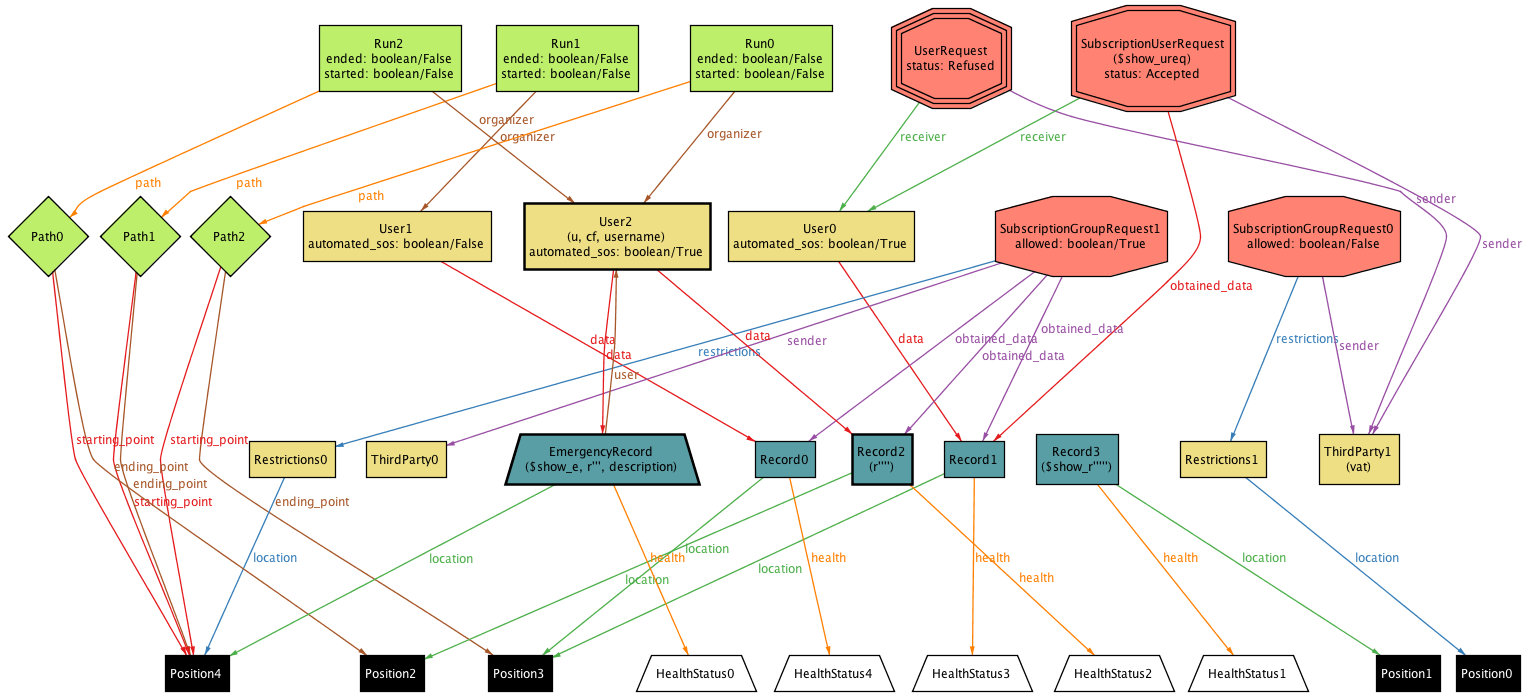 Run2
ended: boolean/False
started: boolean/False
Run1
ended: boolean/False
started: boolean/False
Run0
ended: boolean/False
started: boolean/False
UserRequest
status: Refused
SubscriptionUserRequest
($show_ureq)
status: Accepted
organizer
organizer
organizer
receiver
receiver
path
path
path
sender
Path0
Path1
Path2
User1
automated_sos: boolean/False
User2
(u, cf, username)
automated_sos: boolean/True
User0
automated_sos: boolean/True
SubscriptionGroupRequest1
allowed: boolean/True
SubscriptionGroupRequest0
allowed: boolean/False
sender
obtained_data
data
data
user
data
restrictions
sender
data
obtained_data
obtained_data
obtained_data
restrictions
sender
starting_point
starting_point
ending_point
ending_point
starting_point
ending_point
Restrictions0
ThirdParty0
EmergencyRecord
($show_e, r''', description)
Record0
Record2
(r'''')
Record1
Record3
($show_r''''')
Restrictions1
ThirdParty1
(vat)
location
location
health
location
location
health
location
health
health
health
location
location
Position4
Position2
Position3
HealthStatus0
HealthStatus4
HealthStatus3
HealthStatus2
HealthStatus1
Position1
Position0